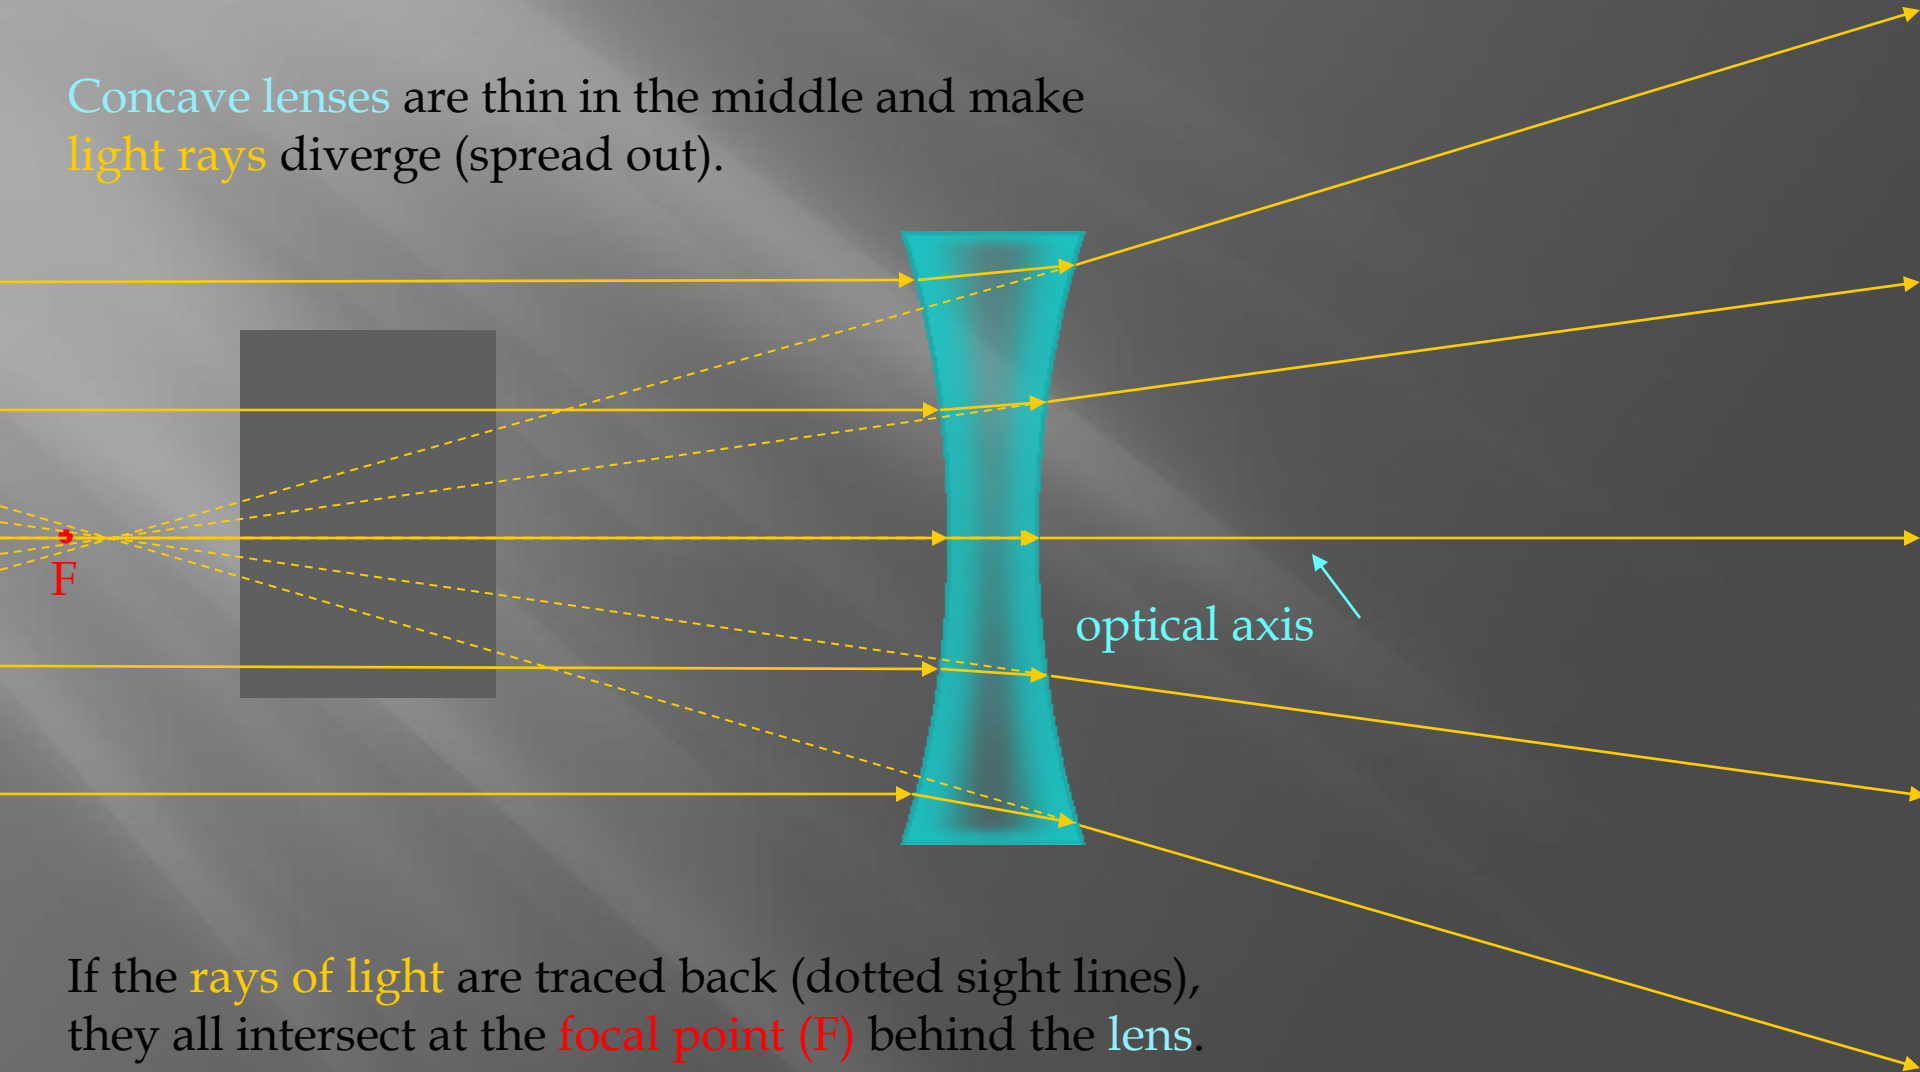 Concave lenses are thin in the middle and make
light rays diverge (spread out).
F
optical axis
If the rays of light are traced back (dotted sight lines),
they all intersect at the focal point (F) behind the lens.